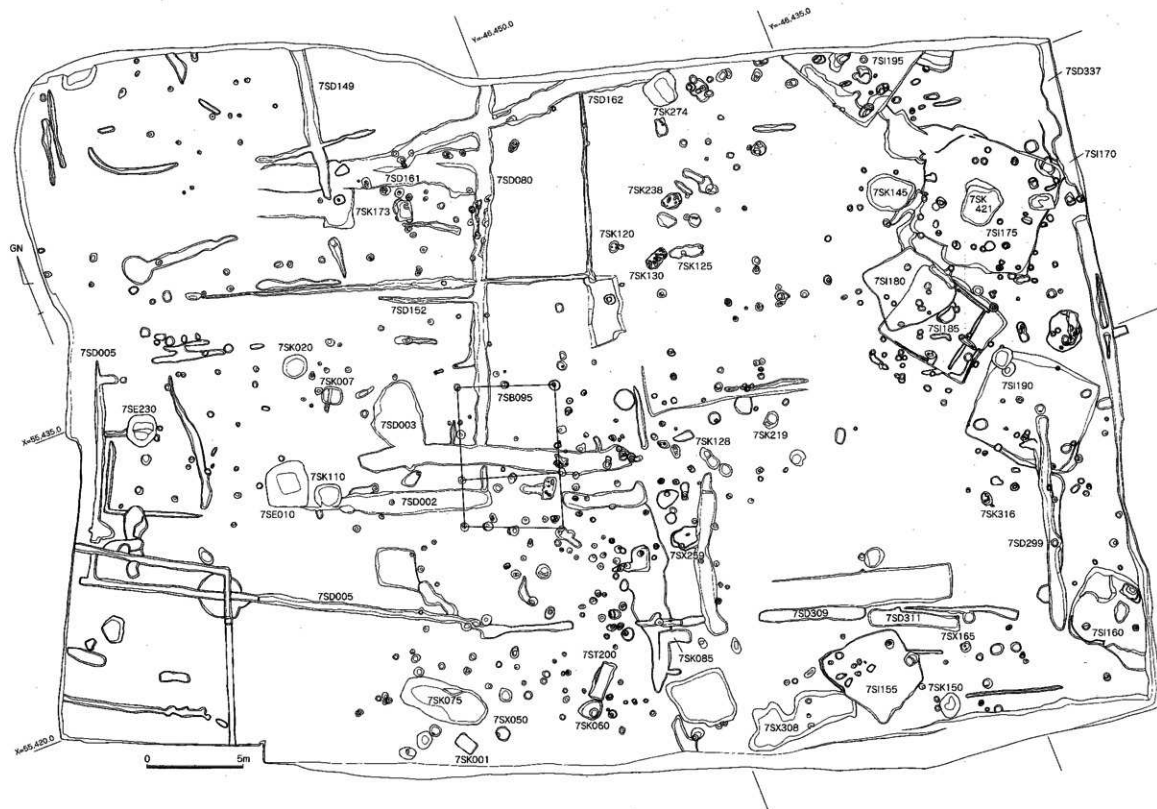 Y=-46,450.0
Y=-46,435.0
7SI195
7SD337
7SD149
7SD162
7SK274
7SD161
7SD080
7SI170
7SK173
7SK238
7SK145
7SK
421
7SI175
GN
7SK120
7SK130
7SK125
7SI180
7SD152
7SI185
7SD005
7SK020
7SK007
7SB095
7SI190
7SE230
7SD003
7SK219
X=55,435.0
7SK128
7SK110
7SE010
7SD002
7SK316
7SX259
7SD299
7SD005
7SD309
7SD311
7SX165
7SI160
7ST200
7SK085
7SI155
7SK075
7SK150
7SX050
7SK060
7SX308
X=55,420.0
7SK001
0
5m